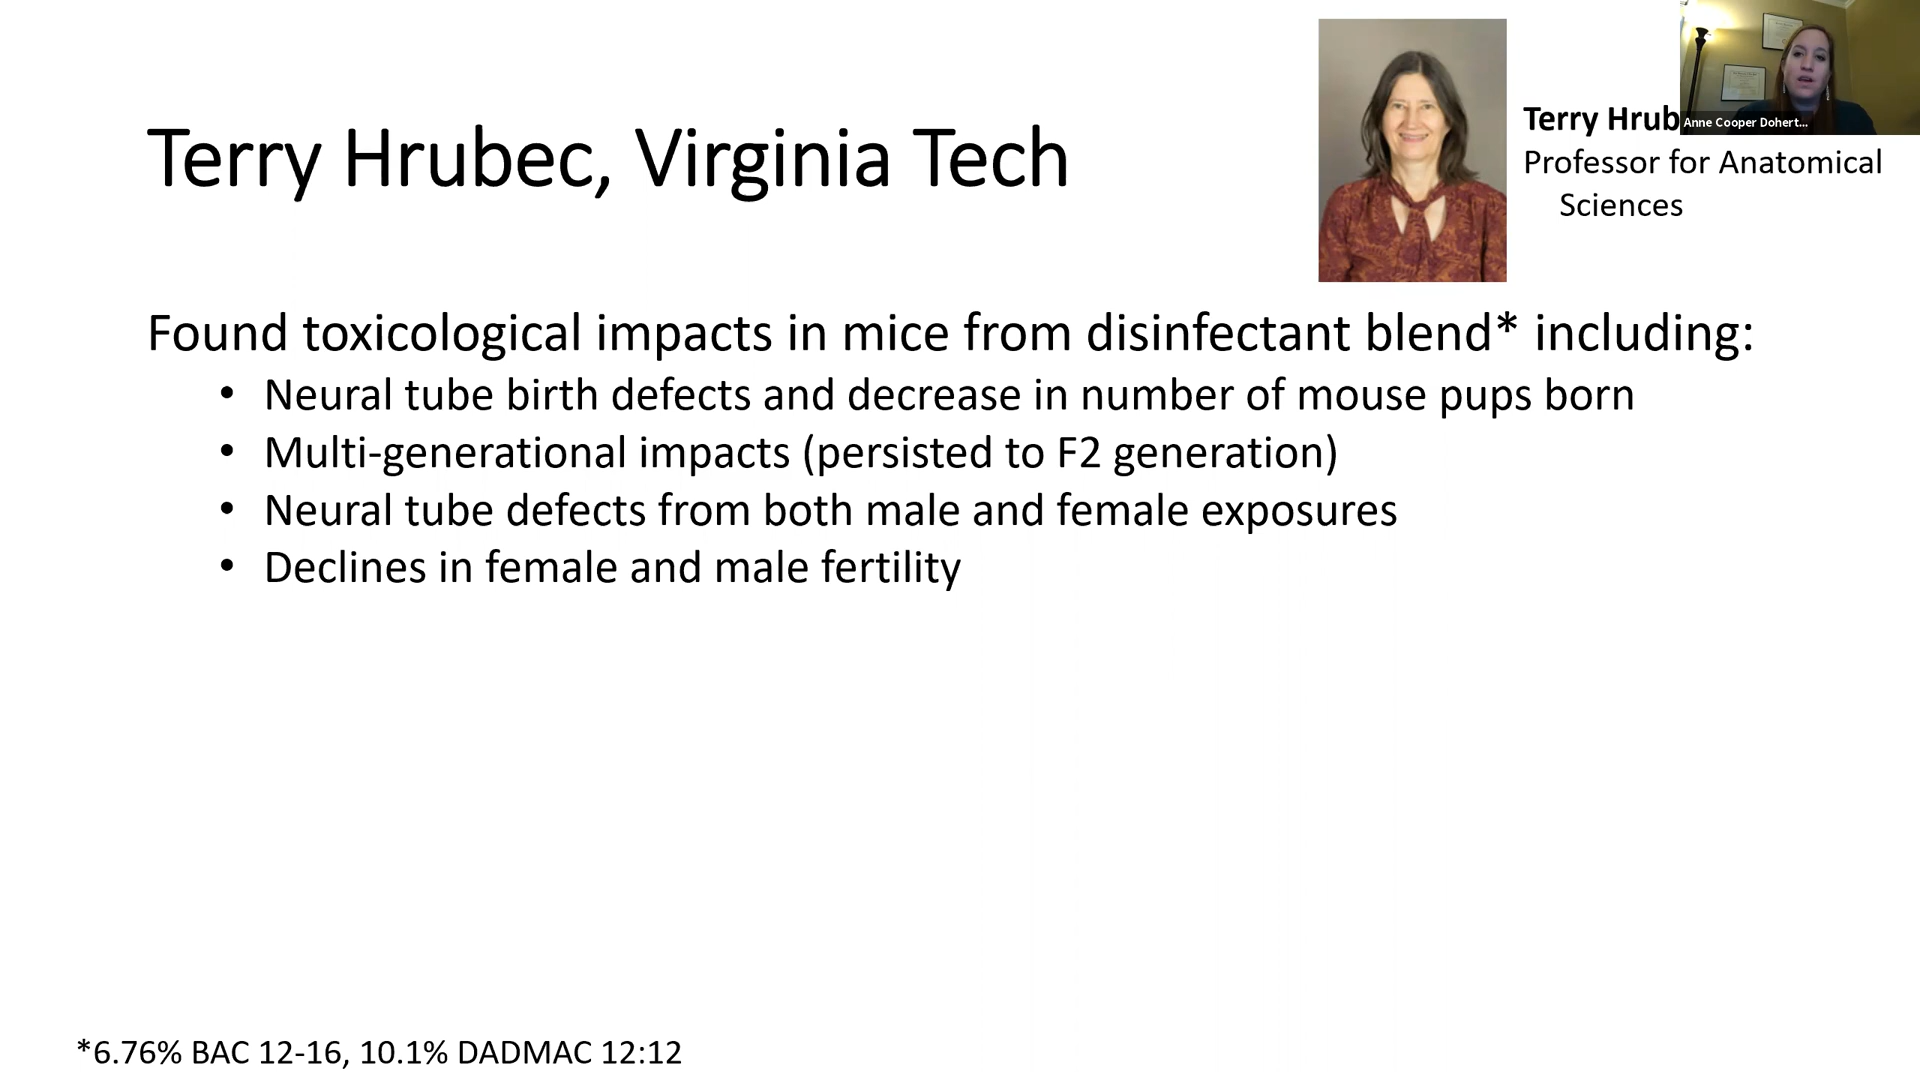 Terry Hrubec, Virginia Tech
Terry Hrub
Professor for Anatomical
Sciences
Anne Cooper Dohert...
Found toxicological impacts in mice from disinfectant blend* including:
• Neural tube birth defects and decrease in number of mouse pups born
• Multi-generational impacts (persisted to F2 generation)
• Neural tube defects from both male and female exposures
• Declines in female and male fertility
*6.76% BAC 12-16, 10.1% DADMAC 12:12